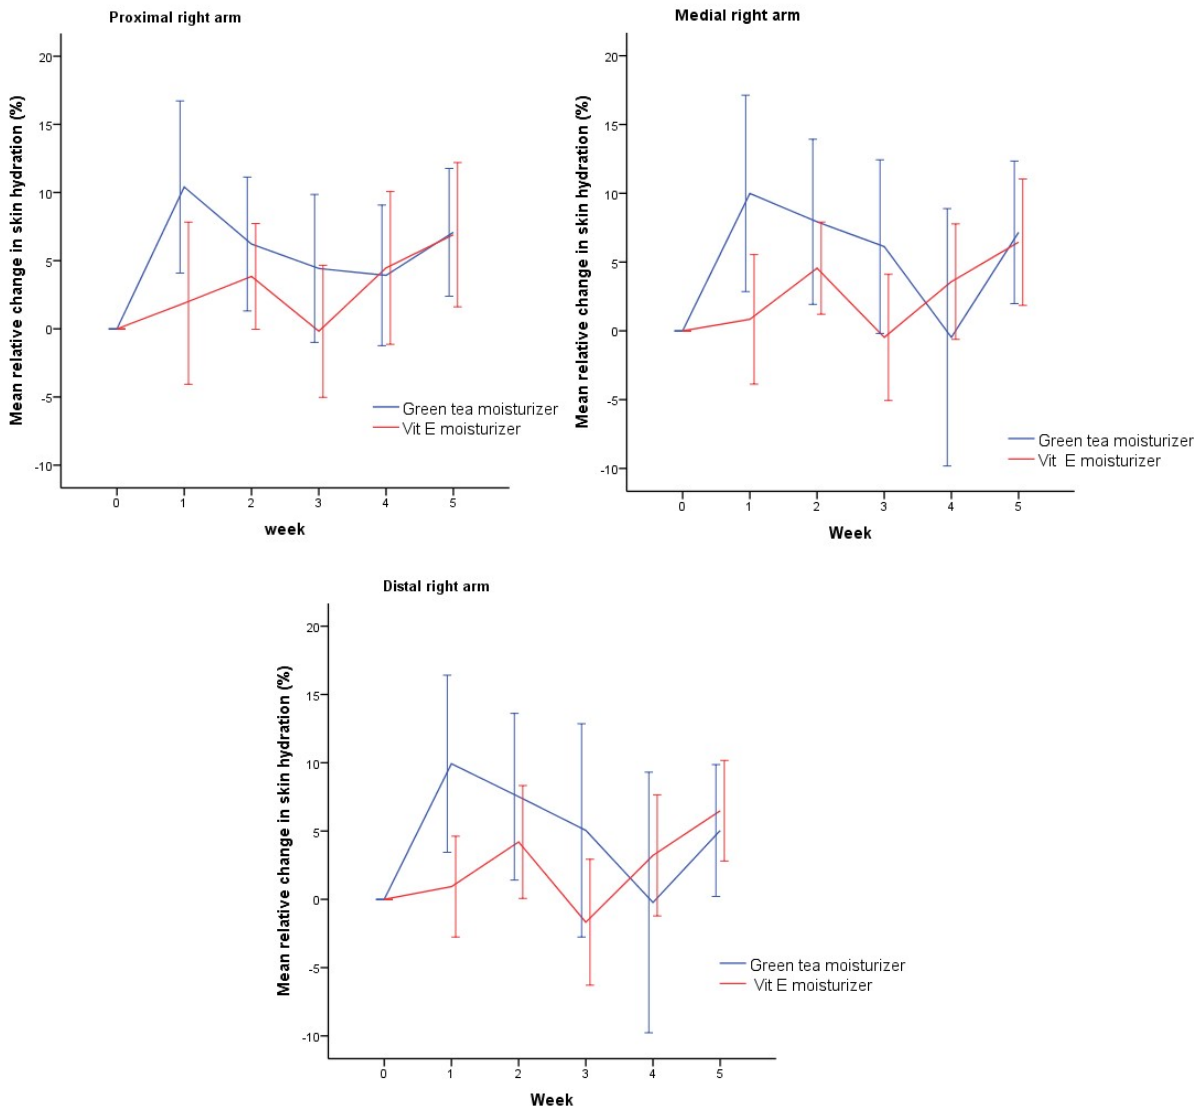 Proximal right arm
Mean relative change in skin hydration (%)
20
15
10
5
0
-5
-10
0 1 2 3 4 5
week
Green tea moisturizer
Vit E moisturizer
Medial right arm
Mean relative change in skin hydration (%)
20
15
10
5
0
-5
-10
0 1 2 3 4 5
Week
Green tea moisturizer
Vit E moisturizer
Distal right arm
Mean relative change in skin hydration (%)
20
15
10
5
0
-5
-10
0 1 2 3 4 5
Week
Green tea moisturizer
Vit E moisturizer